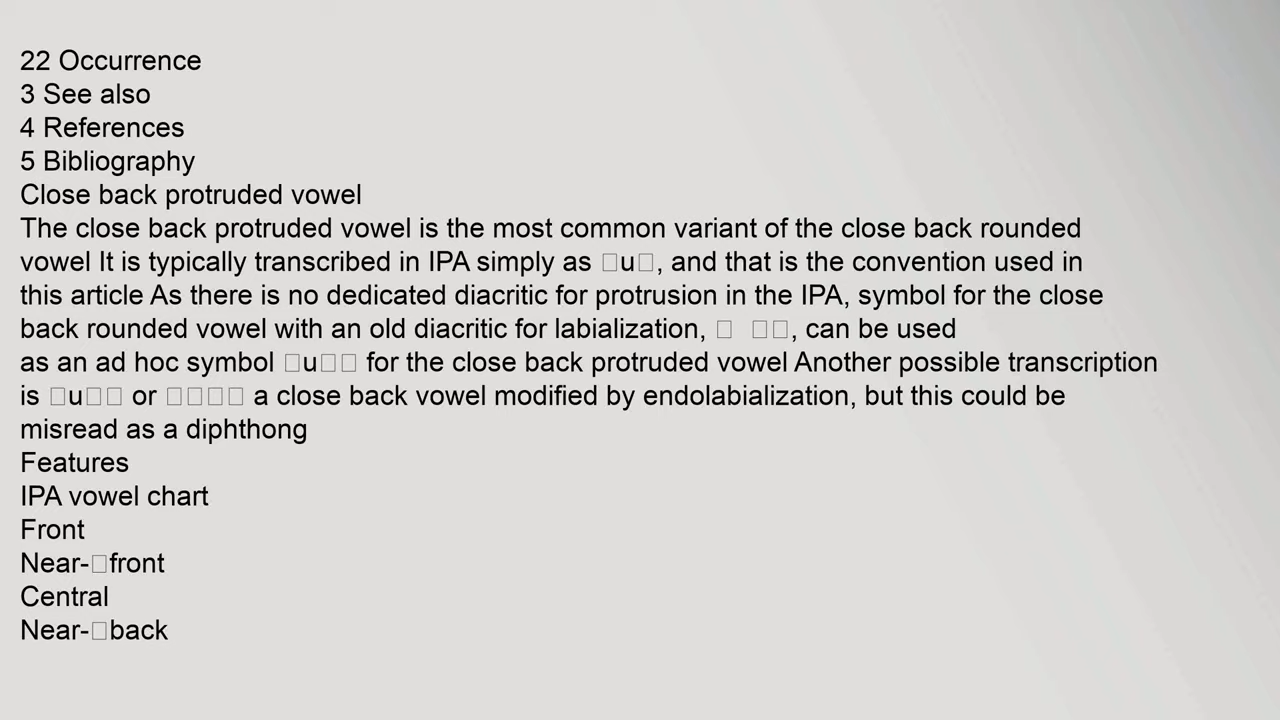 22 Occurrence
3 See also
4 References
5 Bibliography
Close back protruded vowel
The close back protruded vowel is the most common variant of the close back rounded
vowel It is typically transcribed in IPA simply as □u□, and that is the convention used in
this article As there is no dedicated diacritic for protrusion in the IPA, symbol for the close
back rounded vowel with an old diacritic for labialization, □ □□, can be used
as an ad hoc symbol □u□□ for the close back protruded vowel Another possible transcription
is □u□□ or □□□□ a close back vowel modified by endolabialization, but this could be
misread as a diphthong
Features
IPA vowel chart
Front
Near-□front
Central
Near-□back